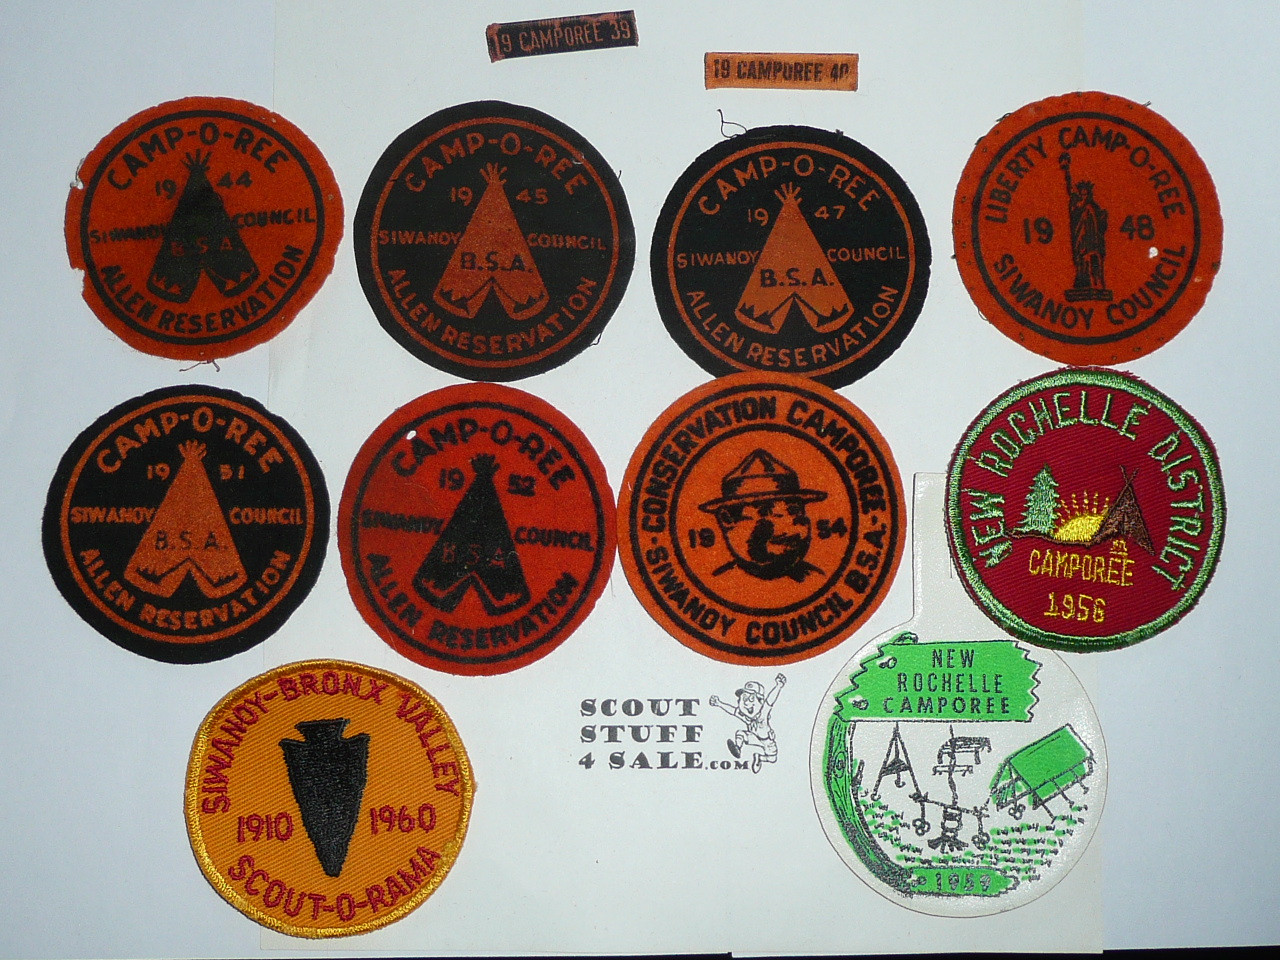 19 CAMPOREE 39
19 CAMPOREE 40
CAMP-O-REE
19 44
SIWANOY COUNCIL
B.S.A.
ALLEN RESERVATION
CAMP-O-REE
19 45
SIWANOY COUNCIL
B.S.A.
ALLEN RESERVATION
CAMP-O-REE
19 47
SIWANOY COUNCIL
B.S.A.
ALLEN RESERVATION
LIBERTY CAMP-O-REE
19 48
SIWANOY COUNCIL
CAMP-O-REE
19 51
SIWANOY COUNCIL
B.S.A.
ALLEN RESERVATION
CAMP-O-REE
19 52
SIWANOY COUNCIL
B.S.A
ALLEN RESERVATION
CONSERVATION CAMPOREE
19 54
SIWANOY COUNCIL B.S.A.
NEW ROCHELLE DISTRICT
CAMPOREE
1956
SIWANOY-BRONX VALLEY
1910 1960
SCOUT-O-RAMA
SCOUT
STUFF
4 SALE.com
NEW
ROCHELLE
CAMPOREE
1959